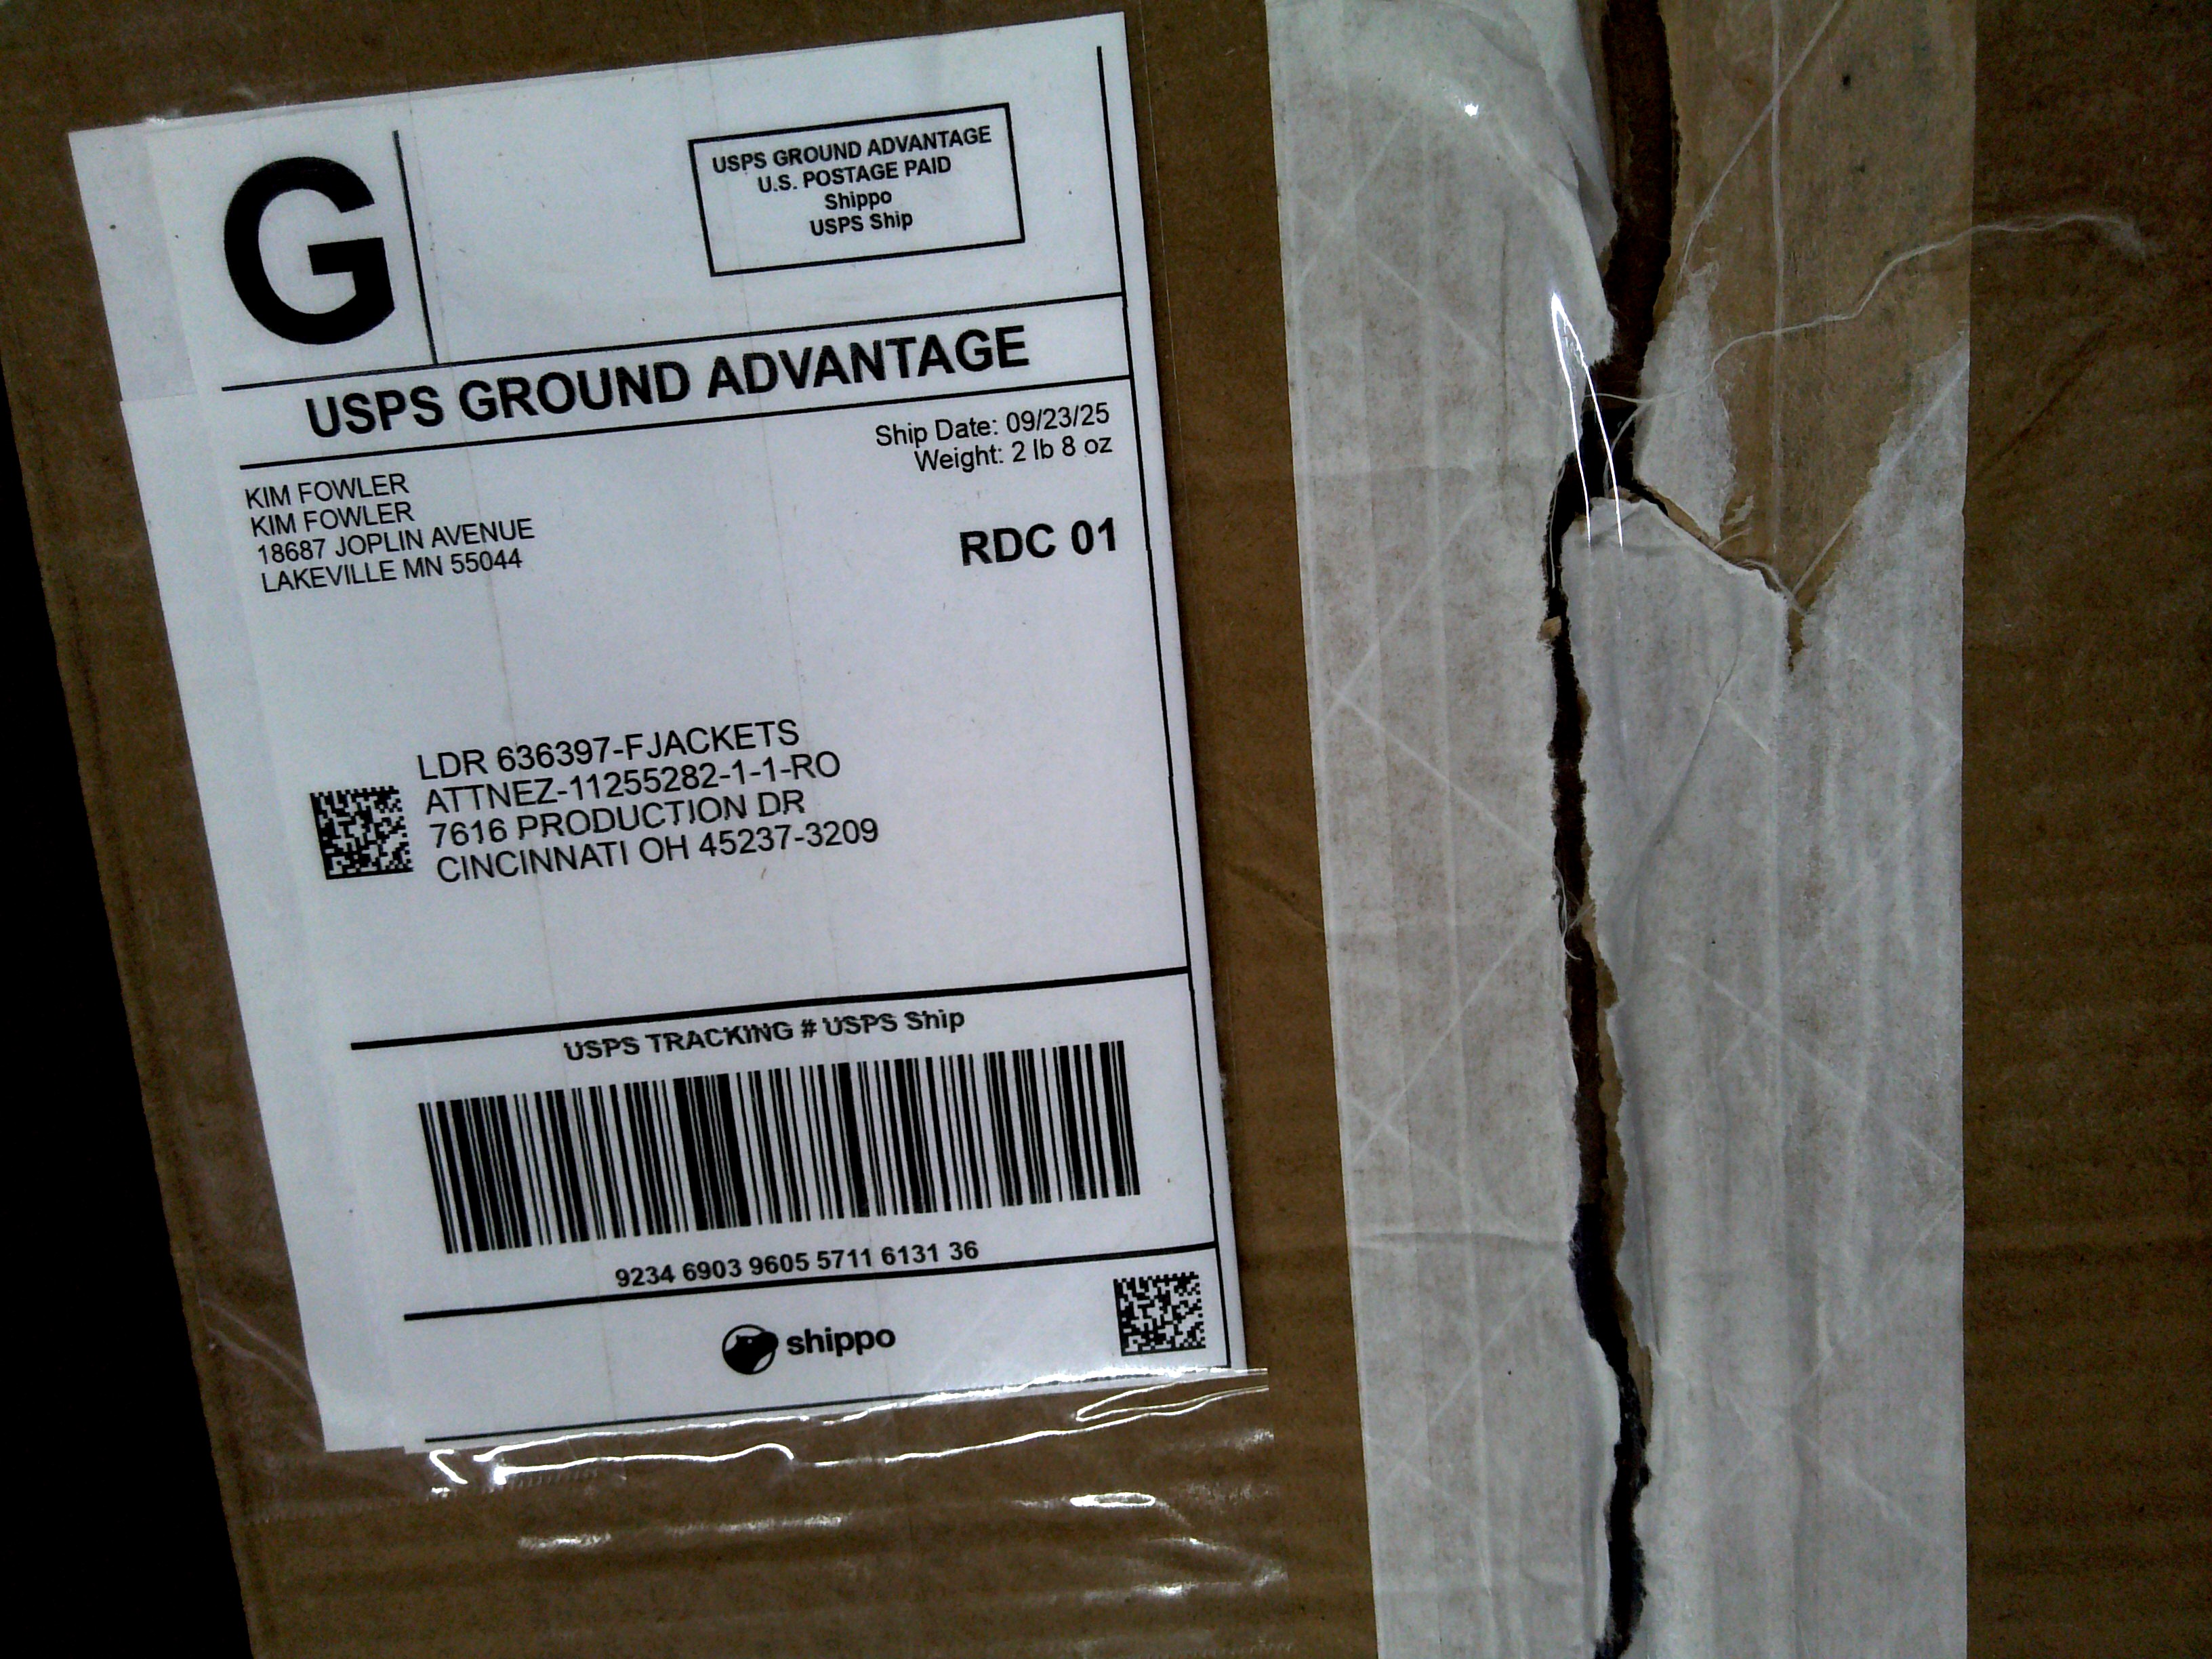 G
USPS GROUND ADVANTAGE
U.S. POSTAGE PAID
Shippo
USPS Ship
USPS GROUND ADVANTAGE
Ship Date: 09/23/25
Weight: 2 lb 8 oz
KIM FOWLER
KIM FOWLER
18687 JOPLIN AVENUE
LAKEVILLE MN 55044
RDC 01
LDR 636397-FJACKETS
ATTNEZ-11255282-1-1-RO
7616 PRODUCTION DR
CINCINNATI OH 45237-3209
USPS TRACKING # USPS Ship
9234 6903 9605 5711 6131 36
shippo